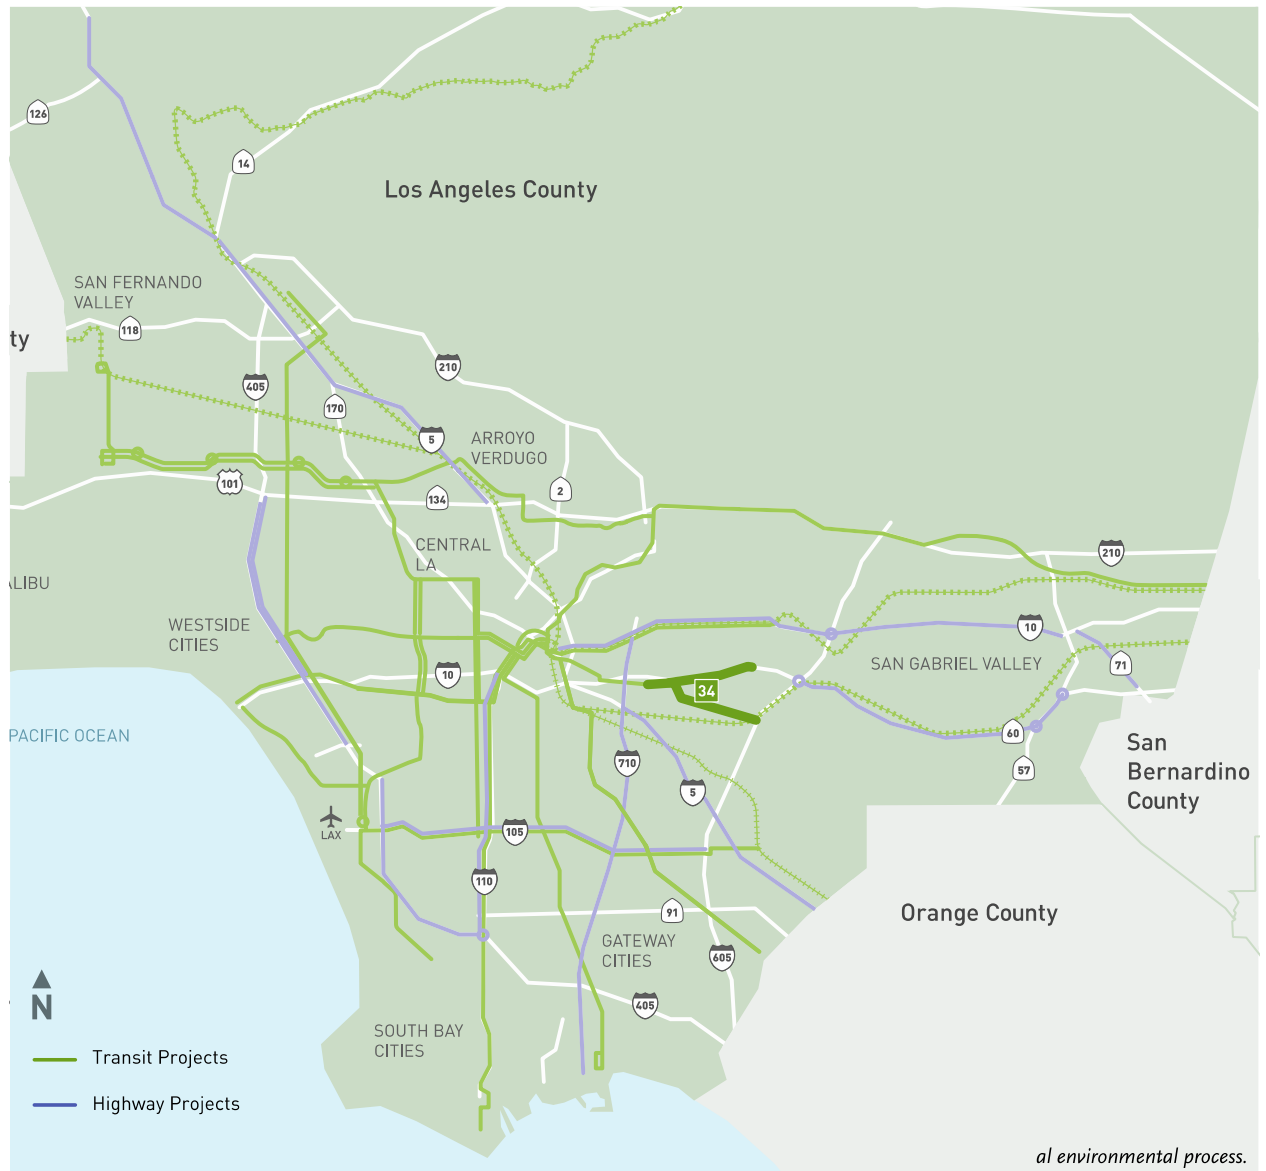 126
14
Los Angeles County
SAN FERNANDO
VALLEY
118
ty
210
405
170
5
ARROYO
VERDUGO
101
134
2
CENTRAL
LA
210
ALIBU
WESTSIDE
CITIES
10
SAN GABRIEL VALLEY
71
10
34
PACIFIC OCEAN
60
San
Bernardino
County
57
710
5
LAX
105
110
91
Orange County
GATEWAY
CITIES
605
405
N
SOUTH BAY
CITIES
Transit Projects
Highway Projects
al environmental process.